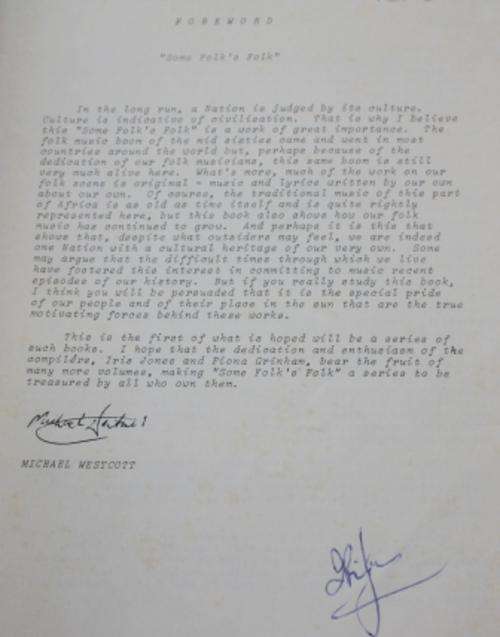 FOREWORD
"Some Folk's Folk"
In the long run, a Nation is judged by its culture.
Culture is indicative of civilisation. That is why I believe
this "Some Folk's Folk" is a work of great importance. The
folk music boom of the mid sixties came and went in most
countries around the world but, perhaps because of the
dedication of our folk musicians, this same boom is still
very much alive here. What's more, much of the work on our
folk scene is original - music and lyrics written by our own
about our own. Of course, the traditional music of this part
of Africa is as old as time itself and is quite rightly
represented here, but this book also shows how our folk
music has continued to grow. And perhaps it is this that
shows that, despite what outsiders may feel, we are indeed
one Nation with a cultural heritage of our very own. Some
may argue that the difficult times through which we live
have fostered this interest in committing to music recent
episodes of our history. But if you really study this book,
I think you will be persuaded that it is the special pride
of our people and of their place in the sun that are the true
motivating forces behind these works.
This is the first of what is hoped will be a series of
such books. I hope that the dedication and enthusiasm of the
compilers, Iris Jones and Fiona Grinham, bear the fruit of
many more volumes, making "Some Folk's Folk" a series to be
treasured by all who own them.
MICHAEL WESTCOTT